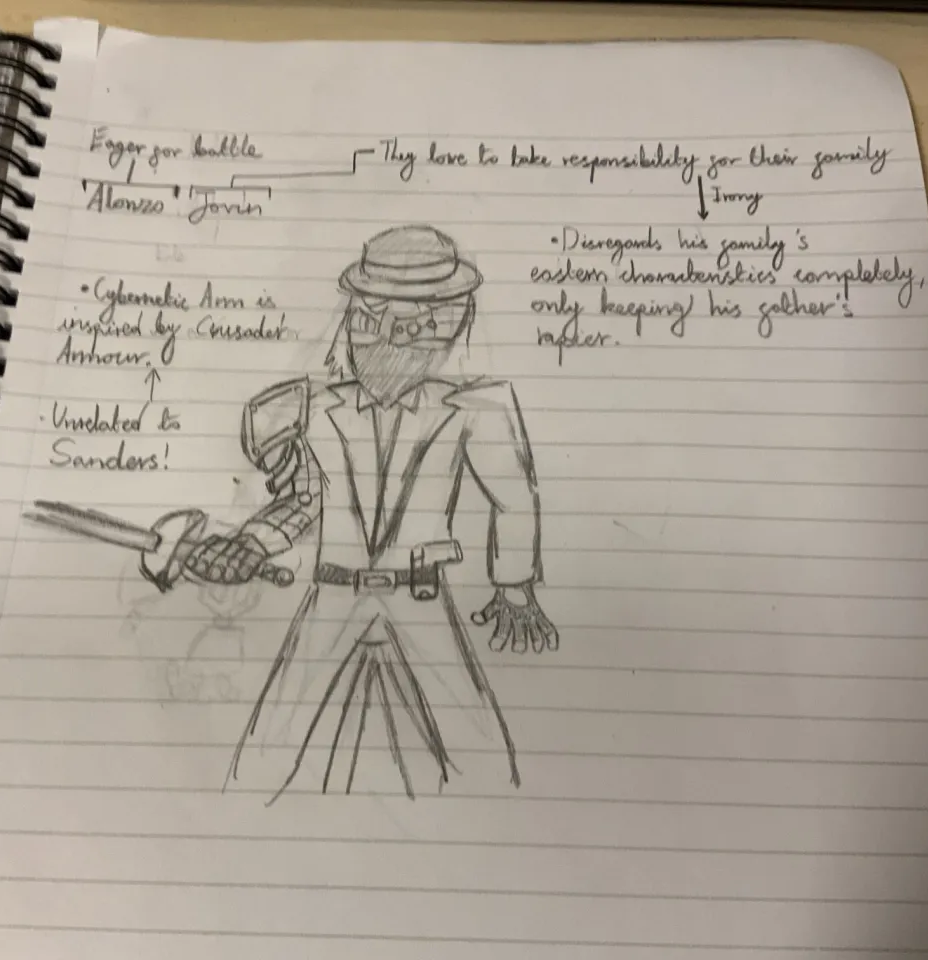 Eager for battle
'Alonzo' 'Jovin'
They love to take responsibility for their family
Irony
•Disregards his family's
eastern characteristics completely,
only keeping his father's
rapier.
•Cybernetic Arm is
inspired by Crusader
Armour.
•Unrelated to
Sanders!